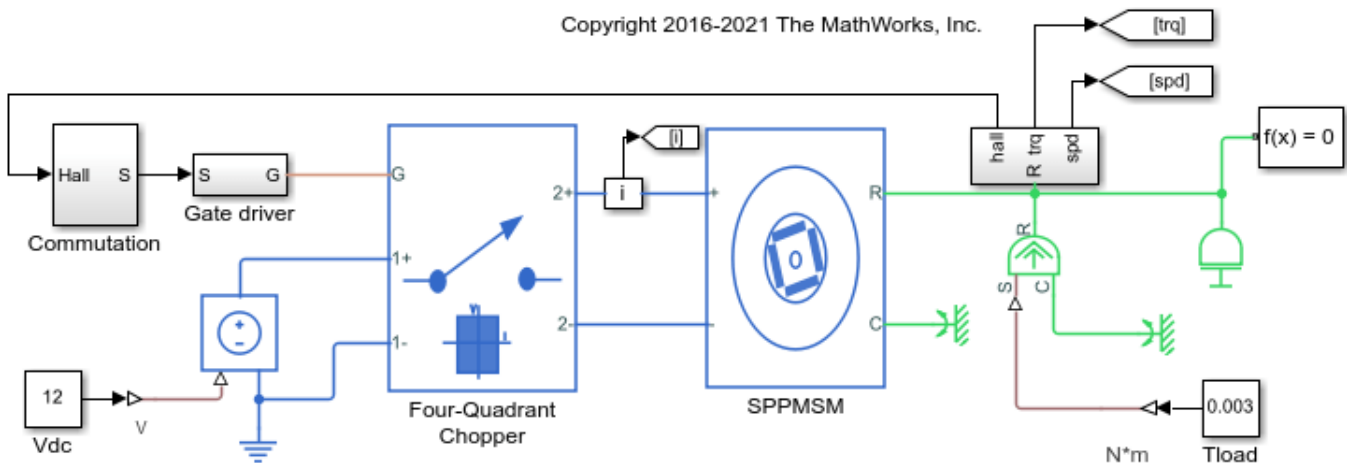 Copyright 2016-2021 The MathWorks, Inc.
[trq]
[spd]
[i]
hall
trq
spd
R
f(x) = 0
Hall S
Commutation
S G
Gate driver
G
1+
1-
2+
2-
V
I
Four-Quadrant
Chopper
i
+
-
R
C
SPPMSM
R
S
C
+
-
12
Vdc
V
0.003
Tload
N*m